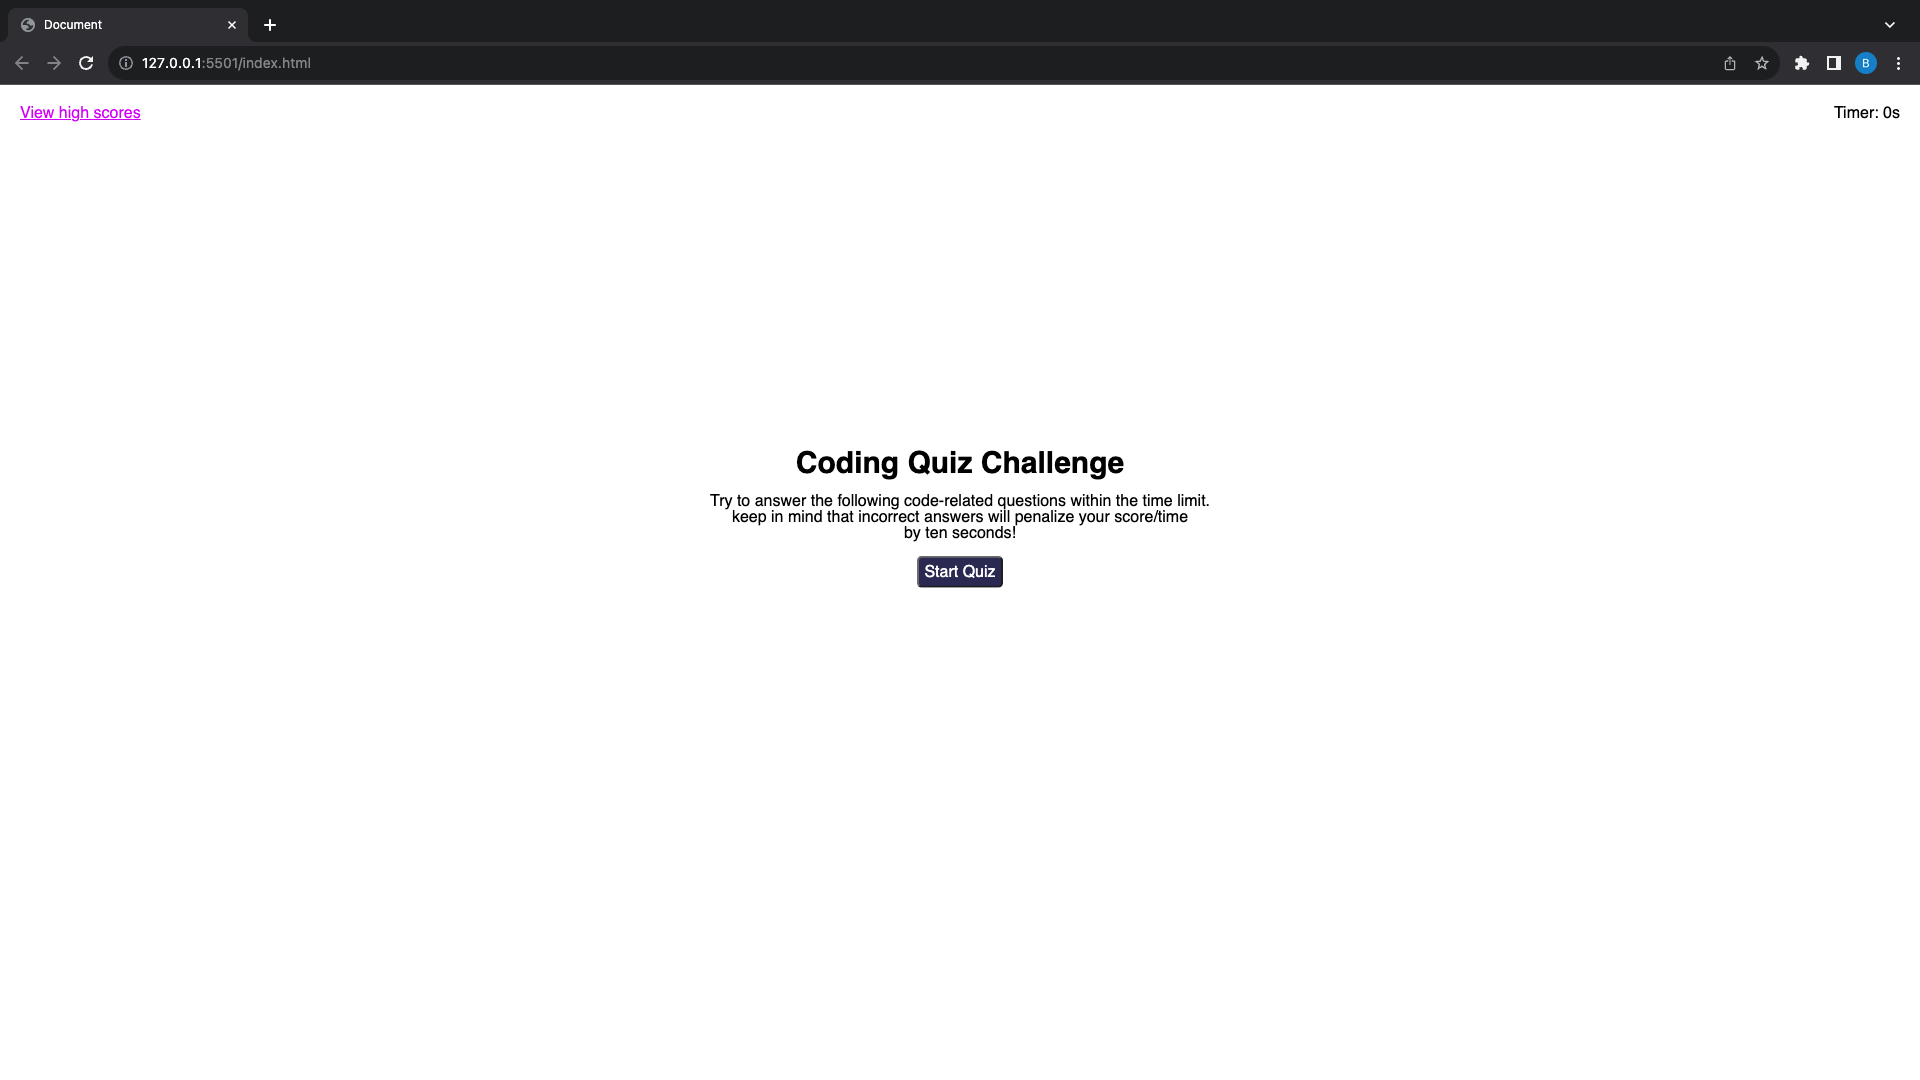 Document
127.0.0.1:5501/index.html
B
View high scores
Timer: 0s
Coding Quiz Challenge
Try to answer the following code-related questions within the time limit.
keep in mind that incorrect answers will penalize your score/time
by ten seconds!
Start Quiz